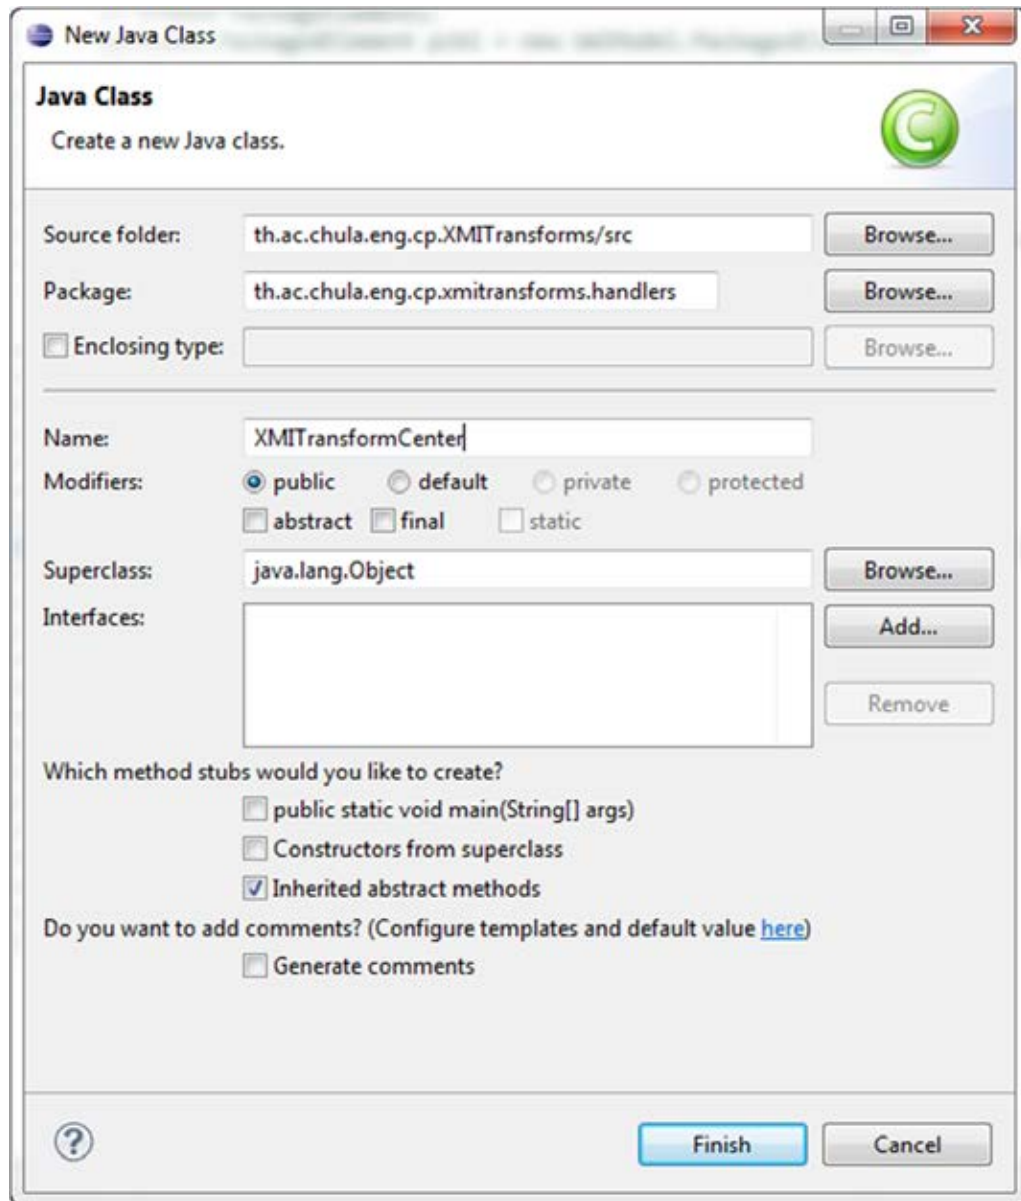 New Java Class
Java Class
Create a new Java class.
C
Source folder: th.ac.chula.eng.cp.XMITransforms/src Browse...
Package: th.ac.chula.eng.cp.xmitransforms.handlers Browse...
Enclosing type: Browse...
Name: XMITransformCenter
Modifiers: public default private protected
abstract final static
Superclass: java.lang.Object Browse...
Interfaces: Add...
Remove
Which method stubs would you like to create?
public static void main(String[] args)
Constructors from superclass
Inherited abstract methods
Do you want to add comments? (Configure templates and default value here)
Generate comments
? Finish Cancel